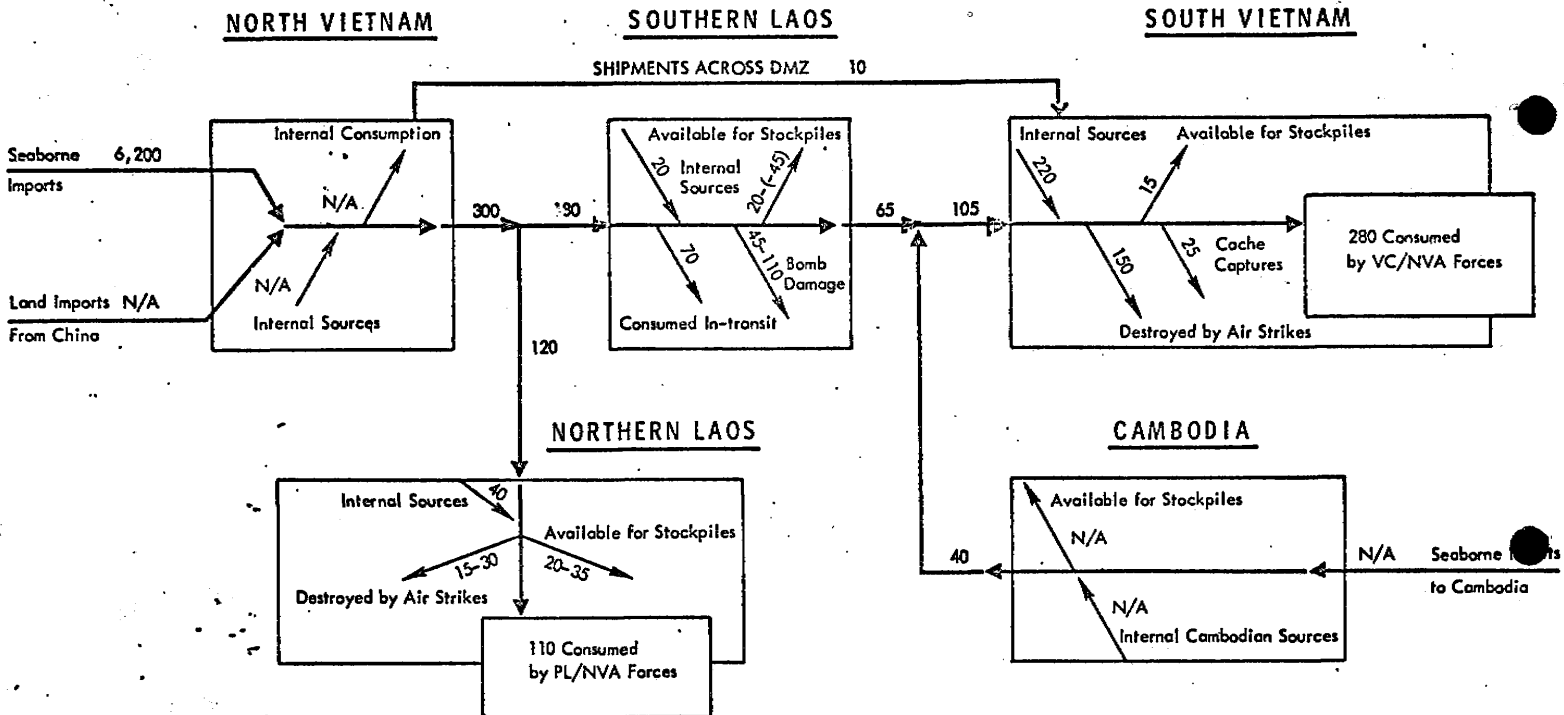 NORTH VIETNAM
SOUTHERN LAOS
SOUTH VIETNAM
SHIPMENTS ACROSS DMZ 10
Seaborne 6,200
Imports
Land Imports N/A
From China
Internal Consumption
N/A
N/A
Internal Sources
300
180
120
Available for Stockpiles
20
Internal
Sources
20-(-45)
70
45-110
Bomb
Damage
Consumed In-transit
65
105
Internal Sources
Available for Stockpiles
220
15
150
25
Cache
Captures
Destroyed by Air Strikes
280 Consumed
by VC/NVA Forces
NORTHERN LAOS
Internal Sources
40
Available for Stockpiles
15-30
20-35
Destroyed by Air Strikes
110 Consumed
by PL/NVA Forces
CAMBODIA
Available for Stockpiles
N/A
40
N/A
Seaborne
to Cambodia
N/A
Internal Cambodian Sources